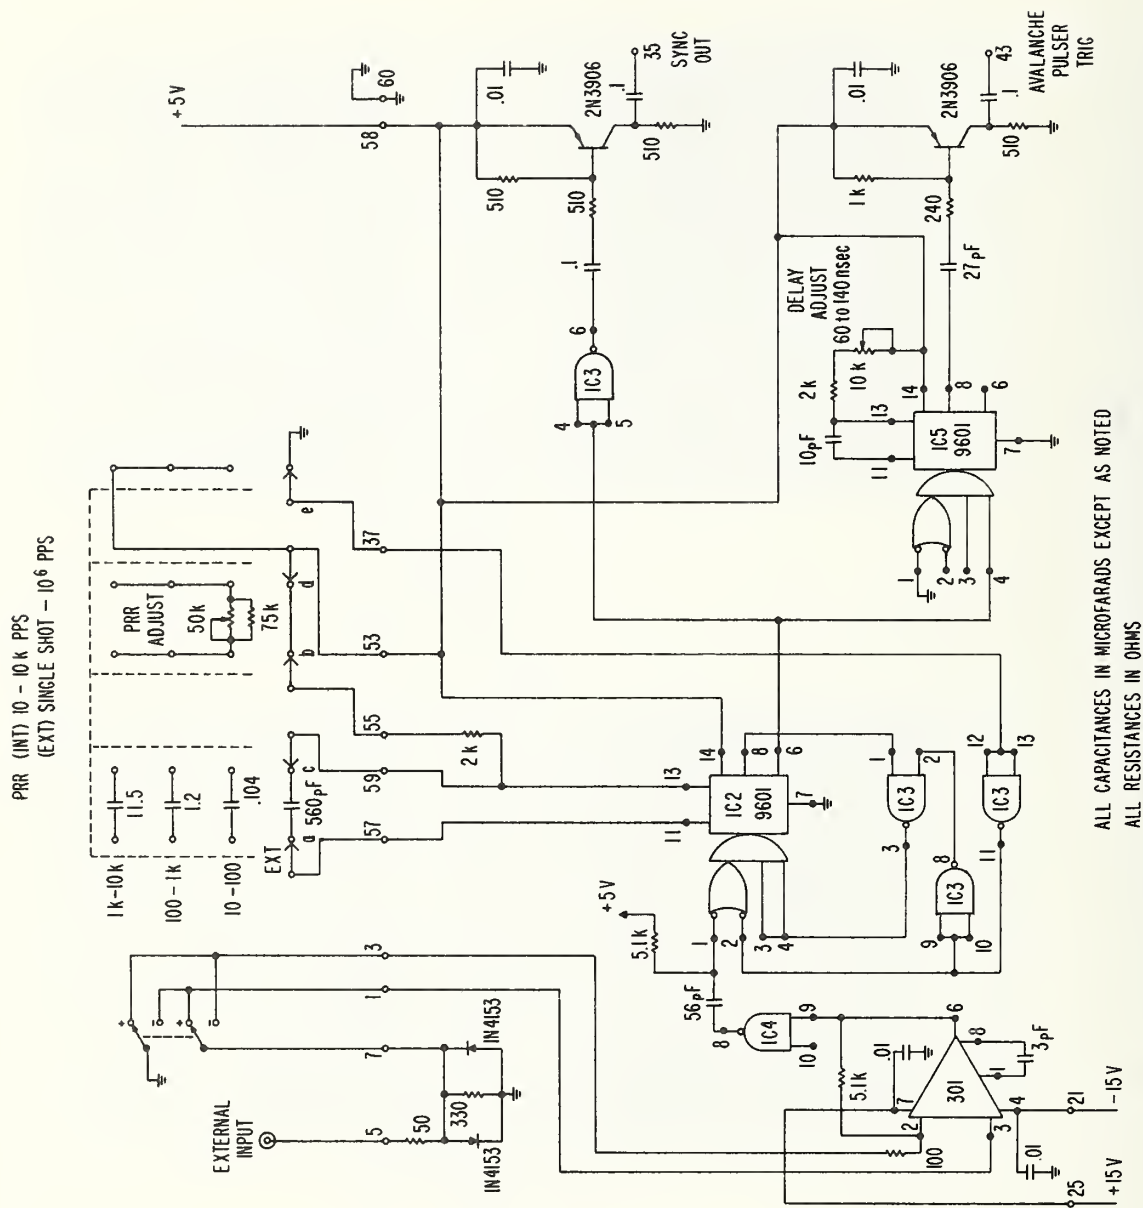 PRR (INT) 10 - 10 k PPS
(EXT) SINGLE SHOT - 10⁶ PPS
1k-10k
11.5
100-1k
1.2
10-100
.104
EXT
a
560pF
c
PRR
ADJUST
50k
75k
b
d
e
EXTERNAL
INPUT
+
-
+
-
5
7
1
3
57
59
55
53
37
58
60
+5V
50
330
1N4153
1N4153
2k
.01
510
510
.1
2N3906
510
.1
35
SYNC
OUT
4
5
IC3
6
+5V
5.1k
56pF
8
IC4
9
10
1
2
3
4
11
13
14
IC2
9601
8
6
7
1
2
IC3
3
9
10
IC3
8
12
13
IC3
11
5.1k
.01
100
2
7
301
3
4
6
8
1
3pF
.01
25
+15V
21
-15V
1
2
3
4
11
13
14
IC5
9601
8
6
7
10pF
2k
10k
DELAY
ADJUST
60 to 140nsec
27pF
240
1k
.01
2N3906
510
.1
43
AVALANCHE
PULSER
TRIG
ALL CAPACITANCES IN MICROFARADS EXCEPT AS NOTED
ALL RESISTANCES IN OHMS